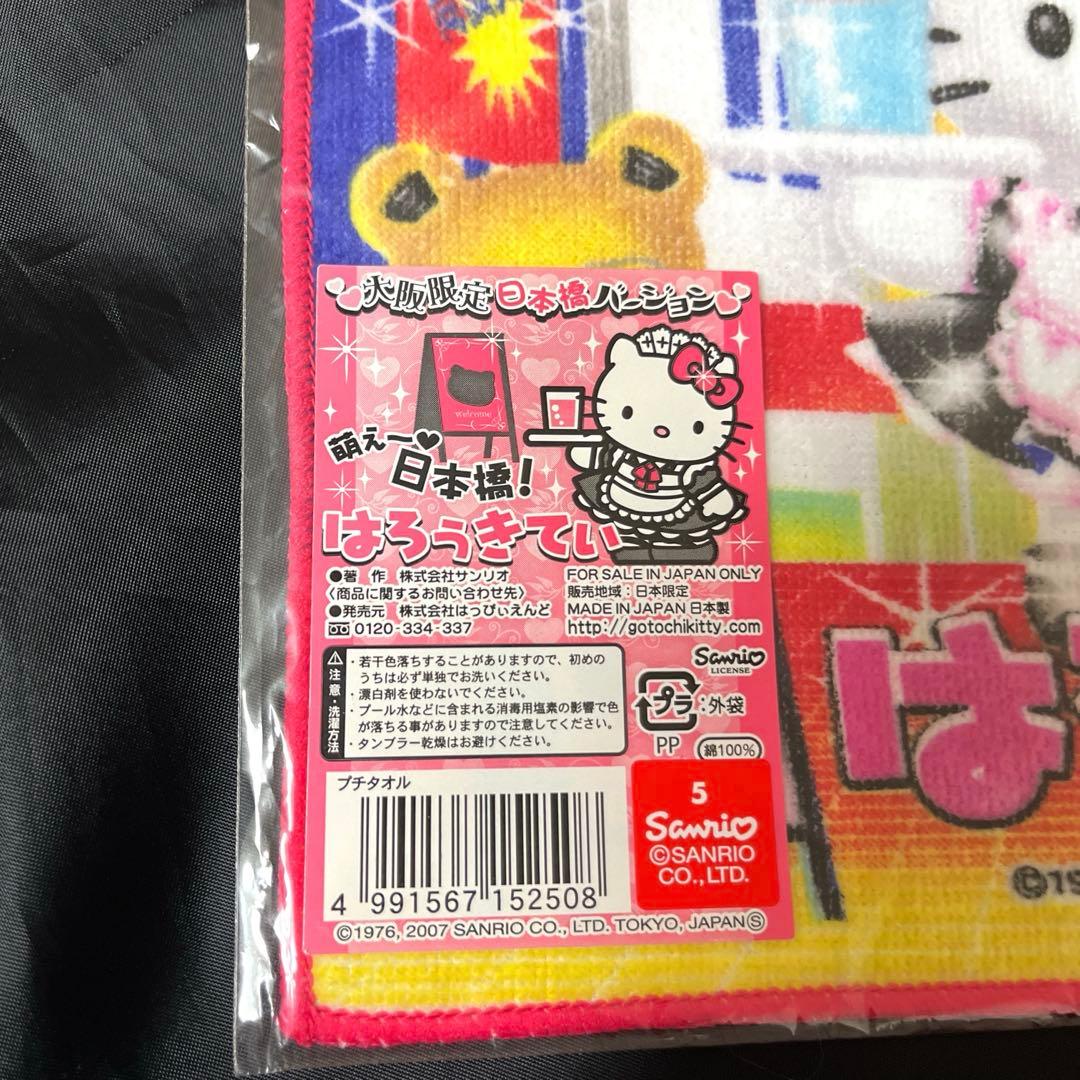 大阪限定 日本橋バージョン
welcome
萌え〜♥
日本橋!
はろうきてぃ
●著 作 株式会社サンリオ
〈商品に関するお問い合わせ先〉
●発売元 株式会社はっぴぃえんど
0120-334-337
FOR SALE IN JAPAN ONLY
販売地域:日本限定
MADE IN JAPAN 日本製
http://gotochikitty.com
注意・洗濯方法
・若干色落ちすることがありますので、初めの
うちは必ず単独でお洗いください。
・漂白剤を使わないでください。
・プール水などに含まれる消毒用塩素の影響で色
が落ちる事がありますので注意してください。
・タンブラー乾燥はお避けください。
Sanrio
LICENSE
プラ:外袋
PP
綿100%
プチタオル
4 991567 152508
5
Sanrio
©SANRIO
CO.,LTD.
©1976, 2007 SANRIO CO., LTD. TOKYO, JAPAN Ⓢ
は
©19